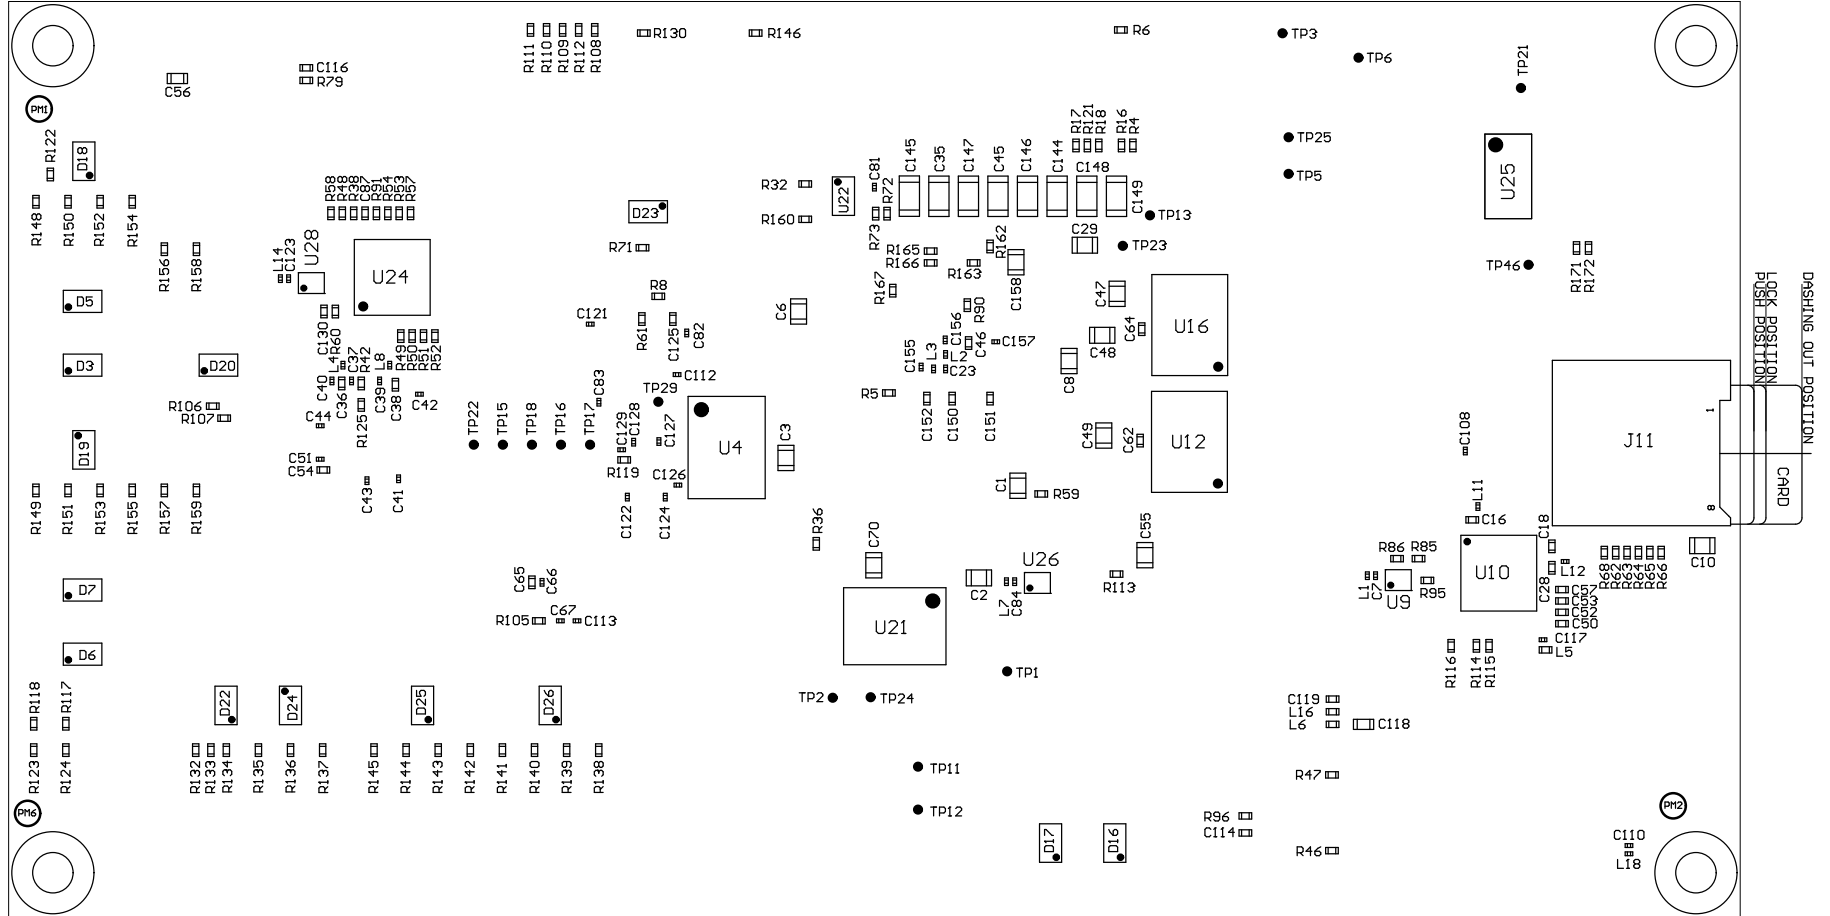 R111
R110
R109
R112
R108
R130
R146
R6
TP3
TP6
TP21
C116
R79
C56
PM1
R122
D18
R17
R121
R18
R16
R4
TP25
TP5
U25
C145
C35
C147
C45
C146
C144
C148
C149
C81
R72
R73
R32
U22
R160
R58
R48
R38
C87
R91
R54
R53
R57
R148
R150
R152
R154
D23
TP13
TP23
C29
R156
R158
L14
C123
U28
U24
R71
R165
R166
R162
R163
C158
TP46
R171
R172
PUSH POSITION
LOCK POSITION
DASHING OUT POSITION
D5
R8
C6
R167
R90
C47
U16
C64
C130
R60
C121
R61
C125
C82
C156
C46
C157
C48
R49
R50
R51
R52
D3
D20
L4
C37
R42
L8
C155
L3
L2
C23
C8
C40
C36
C39
C38
C42
C112
R106
R107
C44
R125
C83
TP29
R5
C152
C150
C151
C49
C62
U12
D19
TP22
TP15
TP18
TP16
TP17
C129
C128
C127
U4
C3
C108
J11
1
8
CARD
C51
C54
R119
C43
C41
C126
C1
R59
L11
R149
R151
R153
R155
R157
R159
C122
C124
R36
C70
C55
C16
C18
R86
R85
U10
L12
R68
R62
R63
R64
R65
R66
C10
C65
C66
C2
L7
C84
U26
R113
L1
C7
U9
R95
C28
C57
C53
C52
C50
D7
R105
C67
C113
U21
C117
L5
D6
R116
R114
R115
TP1
R118
R117
D22
D24
D25
D26
TP2
TP24
C119
L16
L6
C118
R123
R124
R132
R133
R134
R135
R136
R137
R145
R144
R143
R142
R141
R140
R139
R138
TP11
R47
PM6
TP12
PM2
R96
C114
D17
D16
R46
C110
L18